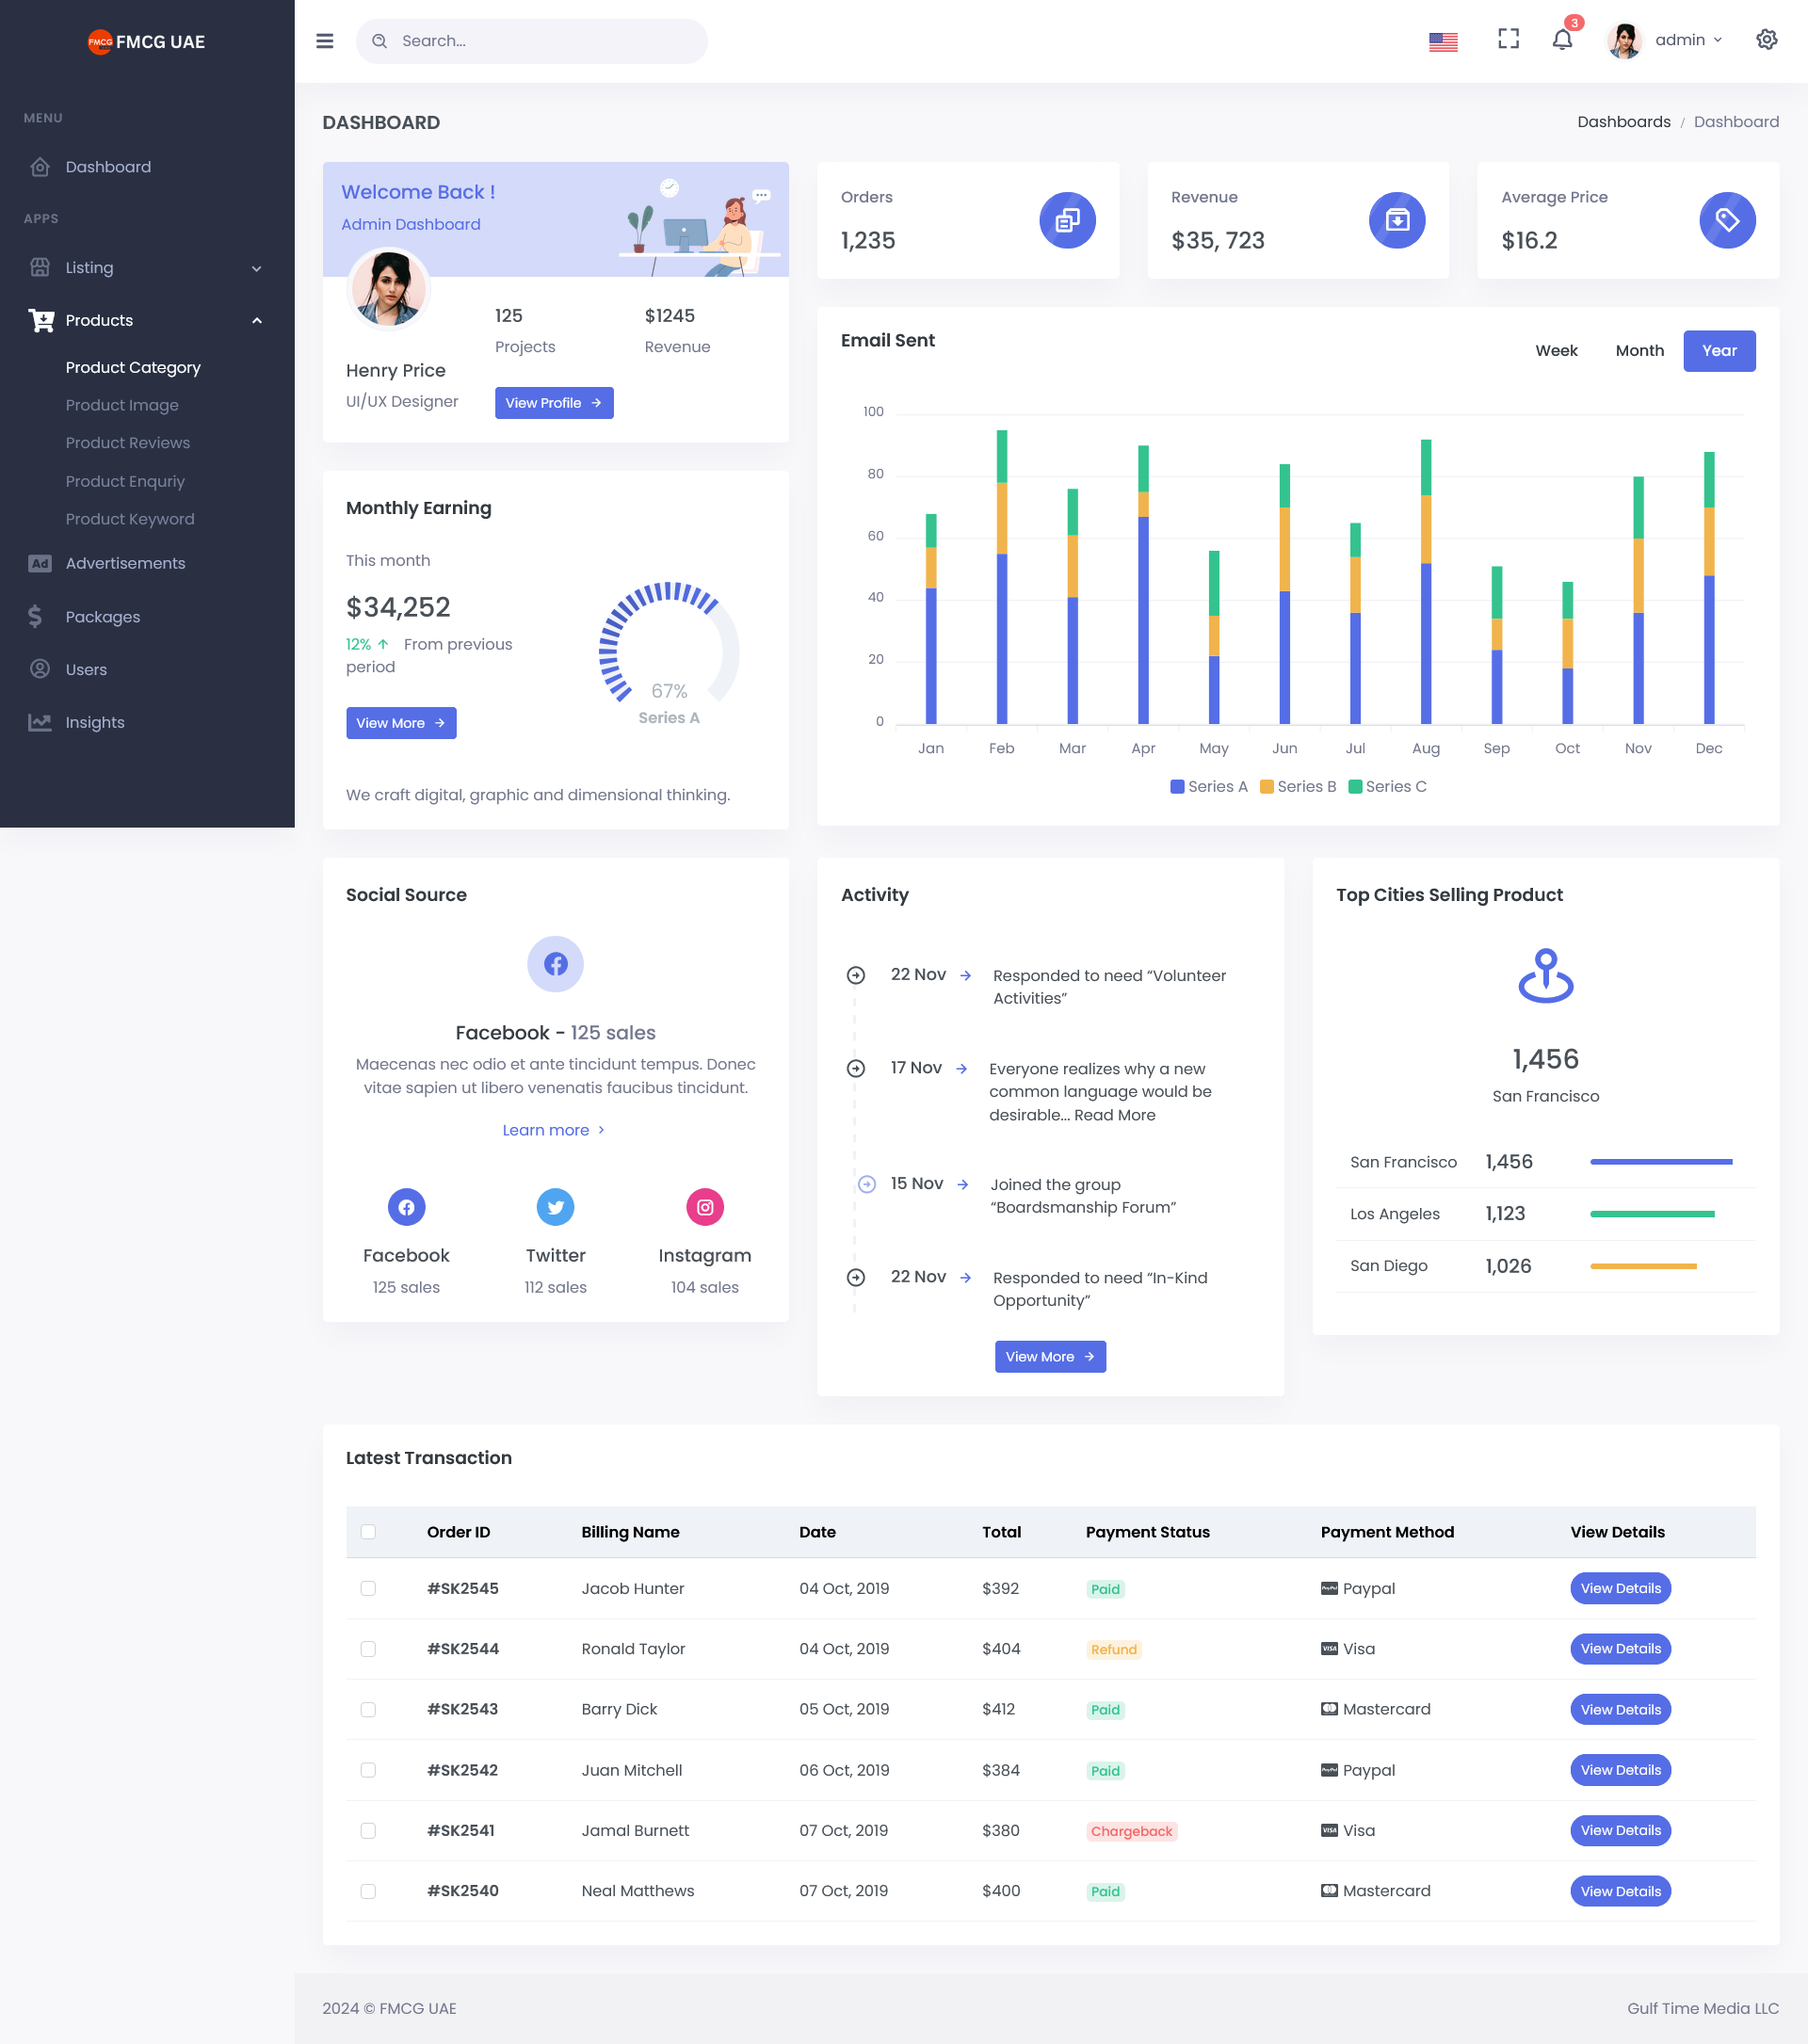 FMCG
FMCG UAE
Search...
3
admin
MENU
Dashboard
APPS
Listing
Products
Product Category
Product Image
Product Reviews
Product Enqury
Product Keyword
Ad
Advertisements
Packages
Users
Insights
DASHBOARD
Dashboards / Dashboard
Welcome Back !
Admin Dashboard
125
Projects
$1245
Revenue
Henry Price
UI/UX Designer
View Profile
Orders
1,235
Revenue
$35, 723
Average Price
$16.2
Monthly Earning
This month
$34,252
12% From previous
period
View More
67%
Series A
We craft digital, graphic and dimensional thinking.
Email Sent
Week Month Year
100
80
60
40
20
0
Jan Feb Mar Apr May Jun Jul Aug Sep Oct Nov Dec
Series A Series B Series C
Social Source
Facebook - 125 sales
Maecenas nec odio et ante tincidunt tempus. Donec
vitae sapien ut libero venenatis faucibus tincidunt.
Learn more
Facebook Twitter Instagram
125 sales 112 sales 104 sales
Activity
22 Nov Responded to need “Volunteer
Activities”
17 Nov Everyone realizes why a new
common language would be
desirable... Read More
15 Nov Joined the group
“Boardsmanship Forum”
22 Nov Responded to need “In-Kind
Opportunity”
View More
Top Cities Selling Product
1,456
San Francisco
San Francisco 1,456
Los Angeles 1,123
San Diego 1,026
Latest Transaction
Order ID Billing Name Date Total Payment Status Payment Method View Details
#SK2545 Jacob Hunter 04 Oct, 2019 $392 Paid Paypal View Details
#SK2544 Ronald Taylor 04 Oct, 2019 $404 Refund VISA Visa View Details
#SK2543 Barry Dick 05 Oct, 2019 $412 Paid Mastercard View Details
#SK2542 Juan Mitchell 06 Oct, 2019 $384 Paid Paypal View Details
#SK2541 Jamal Burnett 07 Oct, 2019 $380 Chargeback VISA Visa View Details
#SK2540 Neal Matthews 07 Oct, 2019 $400 Paid Mastercard View Details
2024 © FMCG UAE
Gulf Time Media LLC